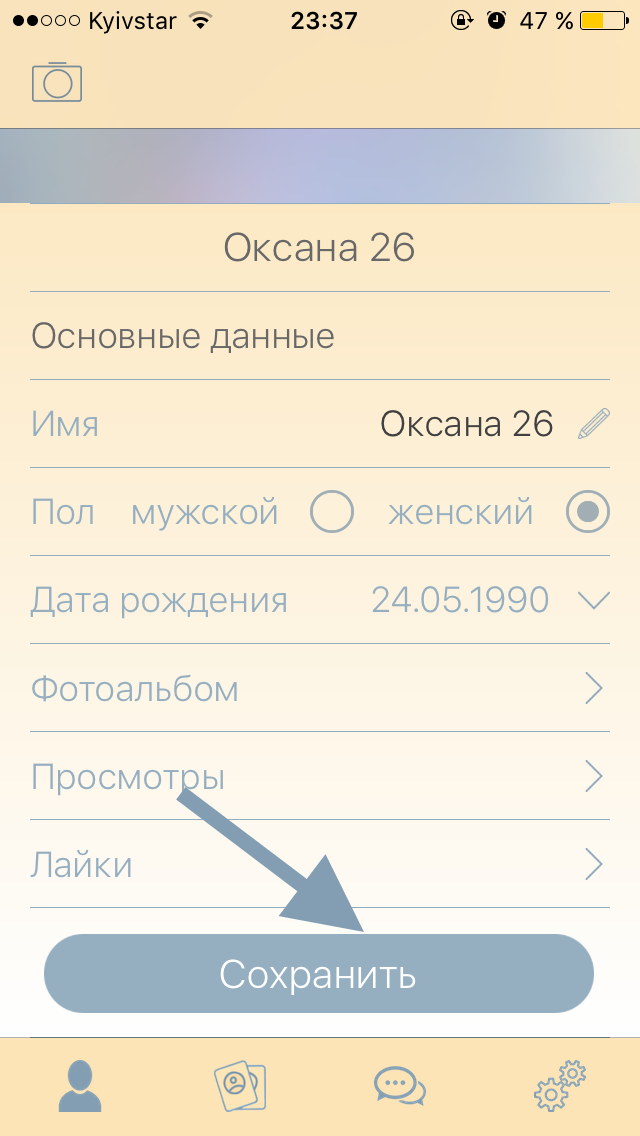 Kyivstar 23:37 47 %
Оксана 26
Основные данные
Имя Оксана 26
Пол мужской женский
Дата рождения 24.05.1990
Фотоальбом
Просмотры
Лайки
Сохранить